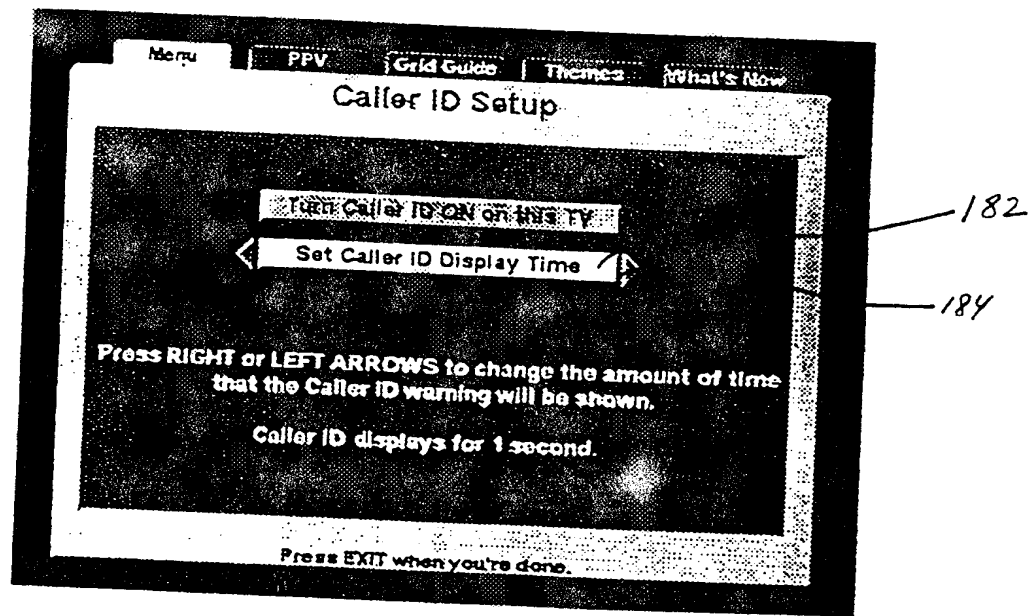 Menu PPV Grid Guide Themes What's New
Caller ID Setup
Turn Caller ID ON on this TV
182
Set Caller ID Display Time
184
Press RIGHT or LEFT ARROWS to change the amount of time
that the Caller ID warning will be shown.
Caller ID displays for 1 second.
Press EXIT when you're done.